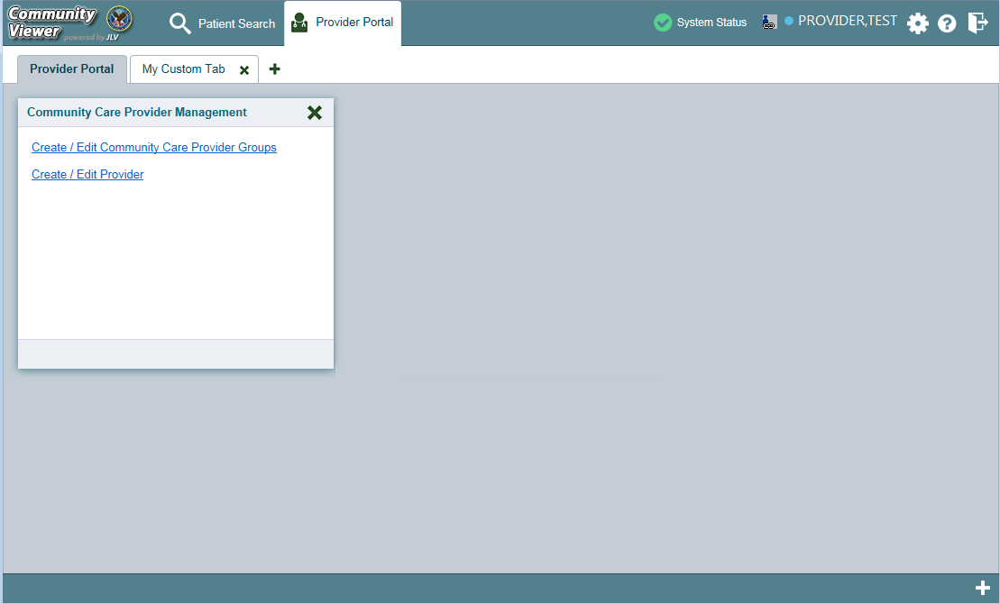 Community
Viewer powered by JLV
Patient Search
Provider Portal
System Status
PROVIDER,TEST
Provider Portal
My Custom Tab
Community Care Provider Management
Create / Edit Community Care Provider Groups
Create / Edit Provider